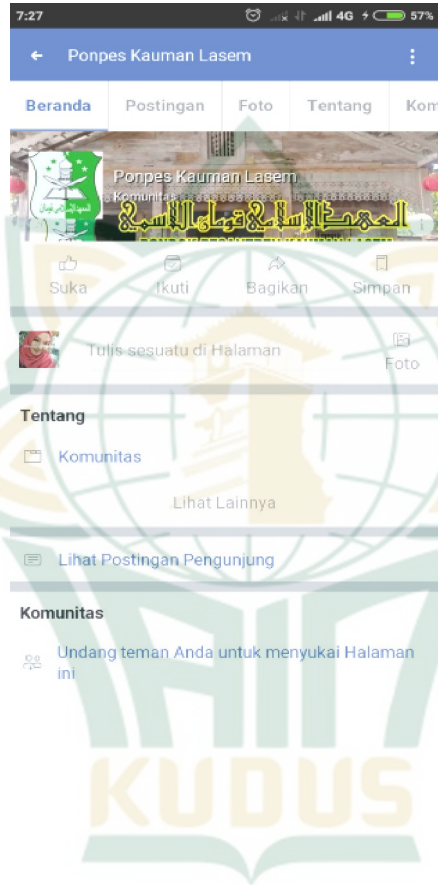 7:27
4G
57%
Ponpes Kauman Lasem
Beranda Postingan Foto Tentang Kom
Ponpes Kauman Lasem
Komunitas
Suka Ikuti Bagikan Simpan
Tulis sesuatu di Halaman
Foto
Tentang
Komunitas
Lihat Lainnya
Lihat Postingan Pengunjung
Komunitas
Undang teman Anda untuk menyukai Halaman
ini
KUDUS